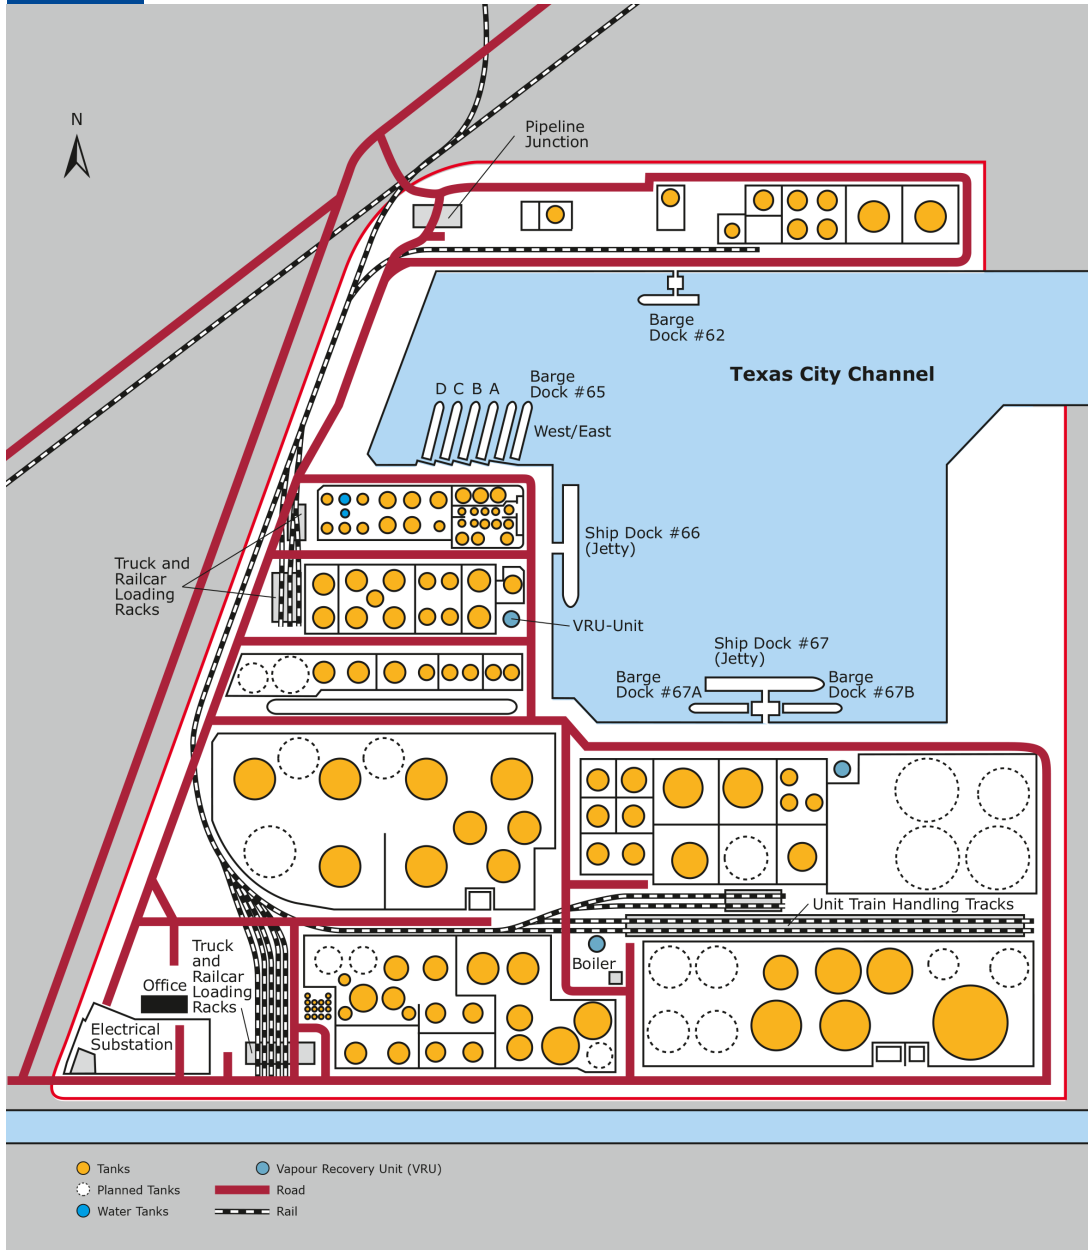 N
Pipeline
Junction
Barge
Dock #62
Texas City Channel
D C B A
Barge
Dock #65
West/East
Ship Dock #66
(Jetty)
Truck and
Railcar
Loading
Racks
VRU-Unit
Ship Dock #67
(Jetty)
Barge
Dock #67A
Barge
Dock #67B
Unit Train Handling Tracks
Truck
and
Railcar
Loading
Racks
Boiler
Office
Electrical
Substation
Tanks
Planned Tanks
Water Tanks
Vapour Recovery Unit (VRU)
Road
Rail